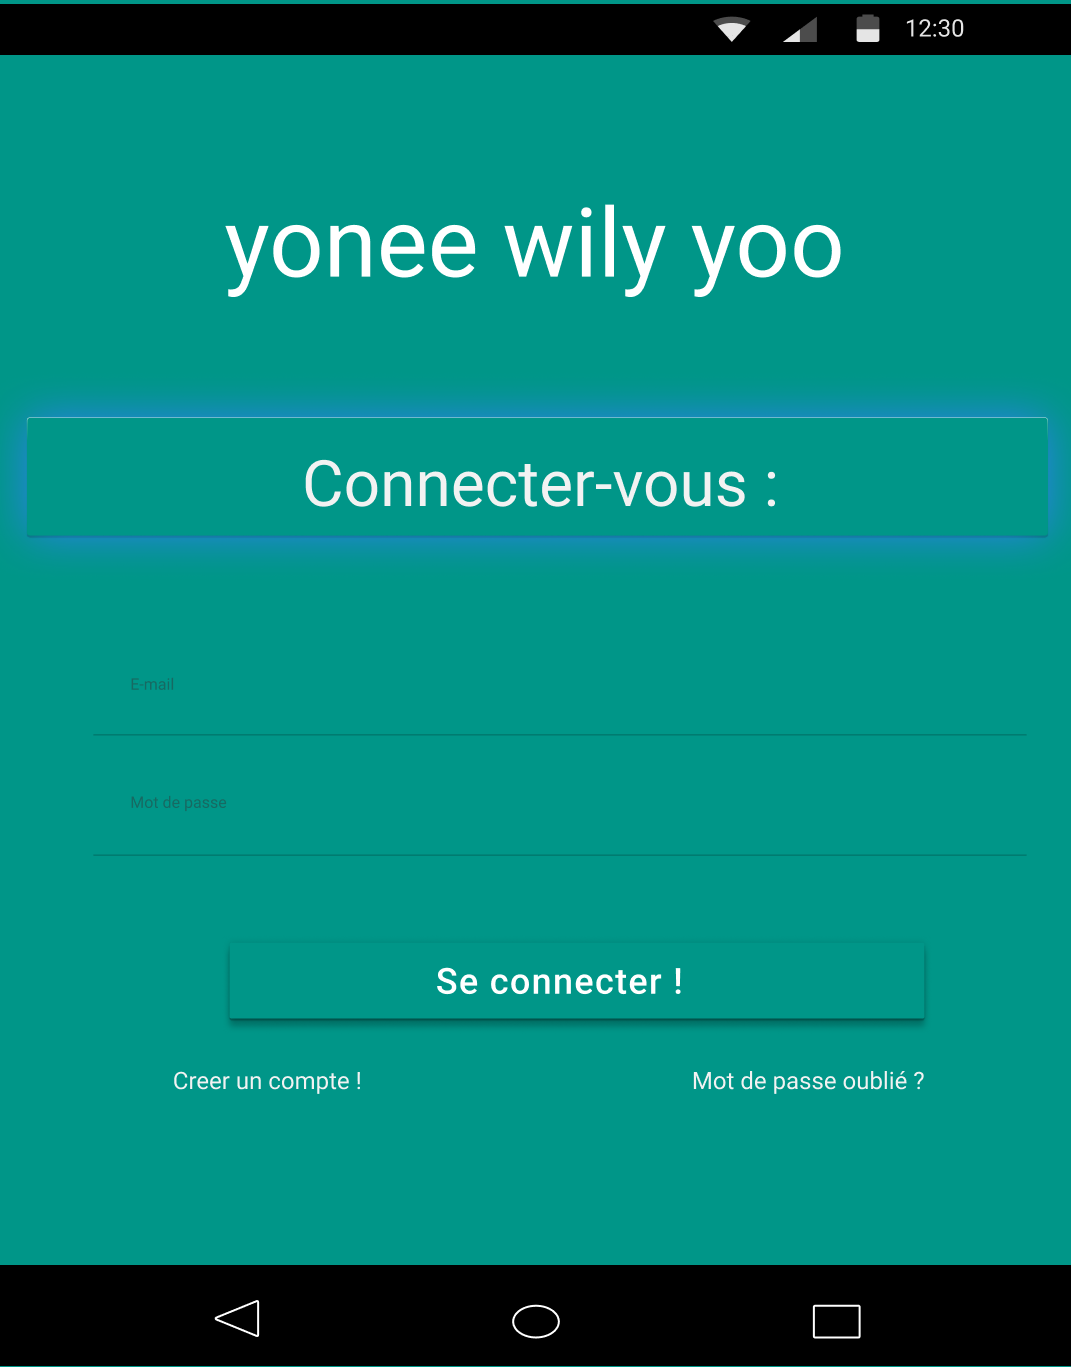 12:30
yonee wily yoo
Connecter-vous :
E-mail
Mot de passe
Se connecter !
Creer un compte !
Mot de passe oublié ?